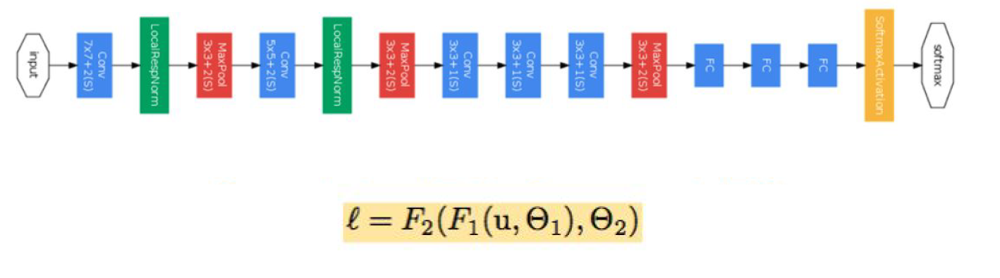 input
Conv
7x7+2(S)
LocalRespNorm
MaxPool
3x3+2(S)
Conv
5x5+2(S)
LocalRespNorm
MaxPool
3x3+2(S)
Conv
3x3+1(S)
Conv
3x3+1(S)
Conv
3x3+1(S)
MaxPool
3x3+2(S)
FC
FC
FC
SoftmaxActivation
softmax
ℓ = F₂(F₁(u, Θ₁), Θ₂)